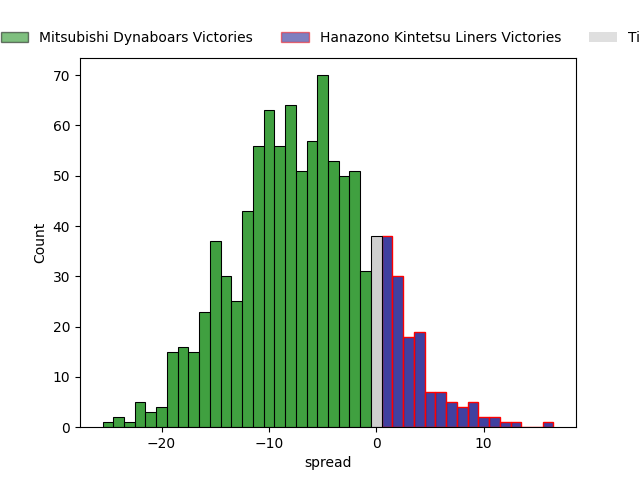 Mitsubishi Dynaboars Victories Hanazono Kintetsu Liners Victories Ti
70
60
50
40
30
20
10
0
Count
−20 −10 0 10
spread